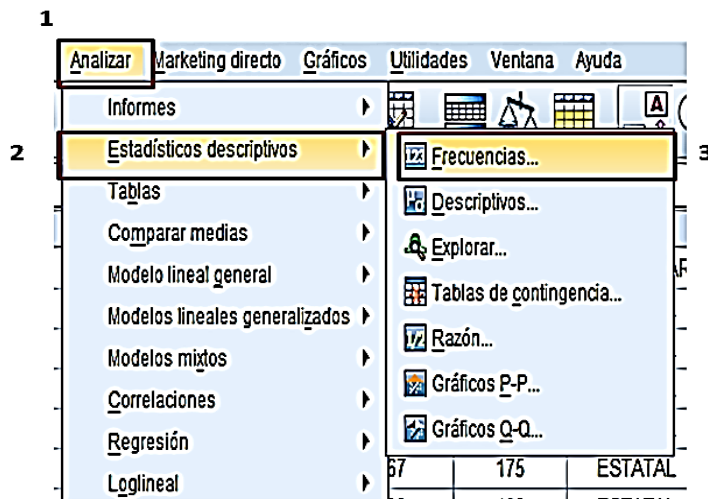 1
Analizar Marketing directo Gráficos Utilidades Ventana Ayuda
Informes
A
2
Estadísticos descriptivos
Frecuencias...
3
Tablas
Descriptivos...
Comparar medias
Explorar...
Modelo lineal general
Tablas de contingencia...
Modelos lineales generalizados
Razón...
Modelos mixtos
Gráficos P-P...
Correlaciones
Gráficos Q-Q...
Regresión
67 175 ESTATAL
Loglineal